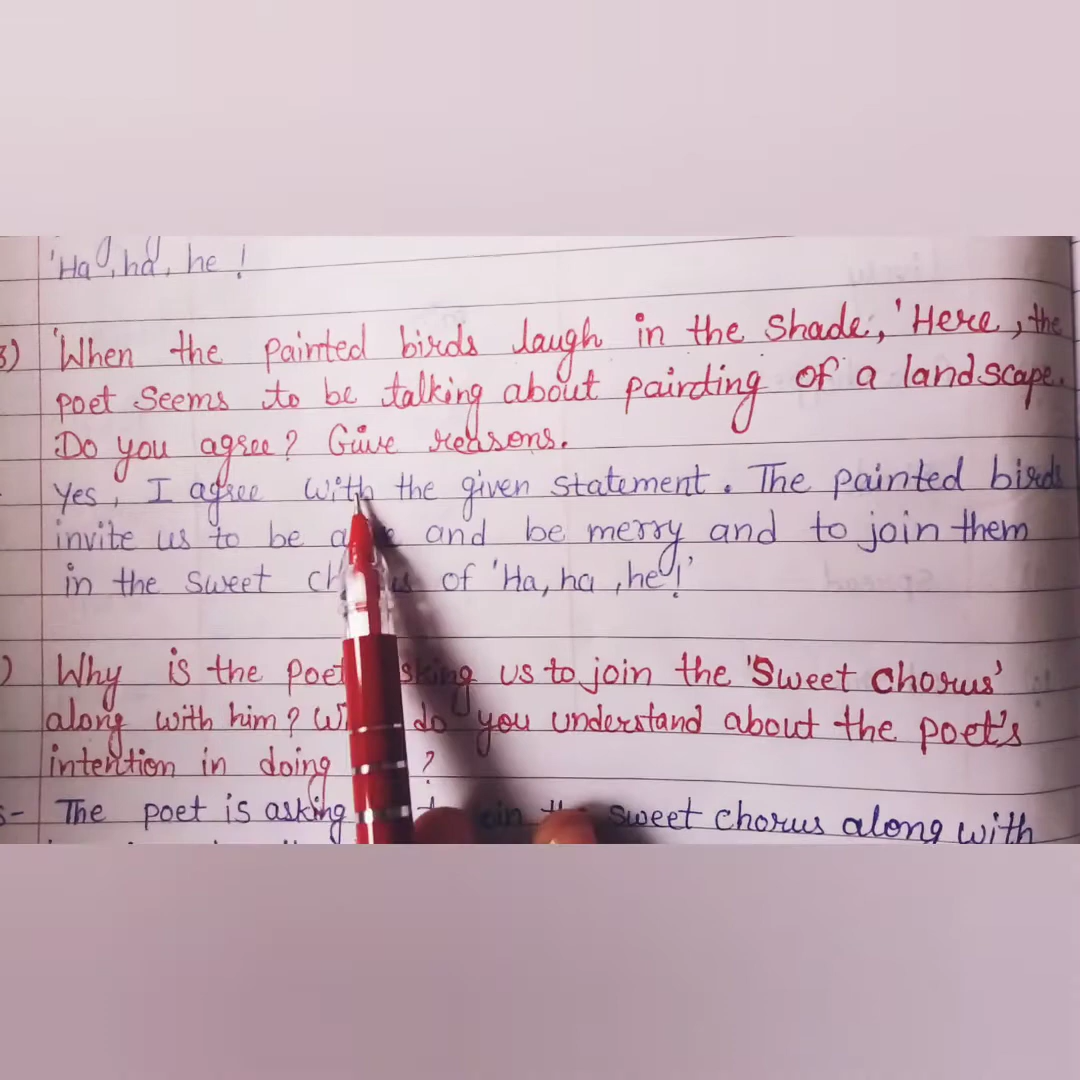 'Ha, ha, he!
3) 'When the painted birds laugh in the shade,' Here, the
poet seems to be talking about painting of a landscape.
Do you agree? Give reasons.
Yes, I agree with the given statement. The painted birds
invite us to be and be merry and to join them
in the sweet of 'Ha, ha, he!'
) Why is the poet us to join the 'Sweet chorus'
along with him? do you understand about the poet's
intention in doing ?
s- The poet is asking sweet chorus along with